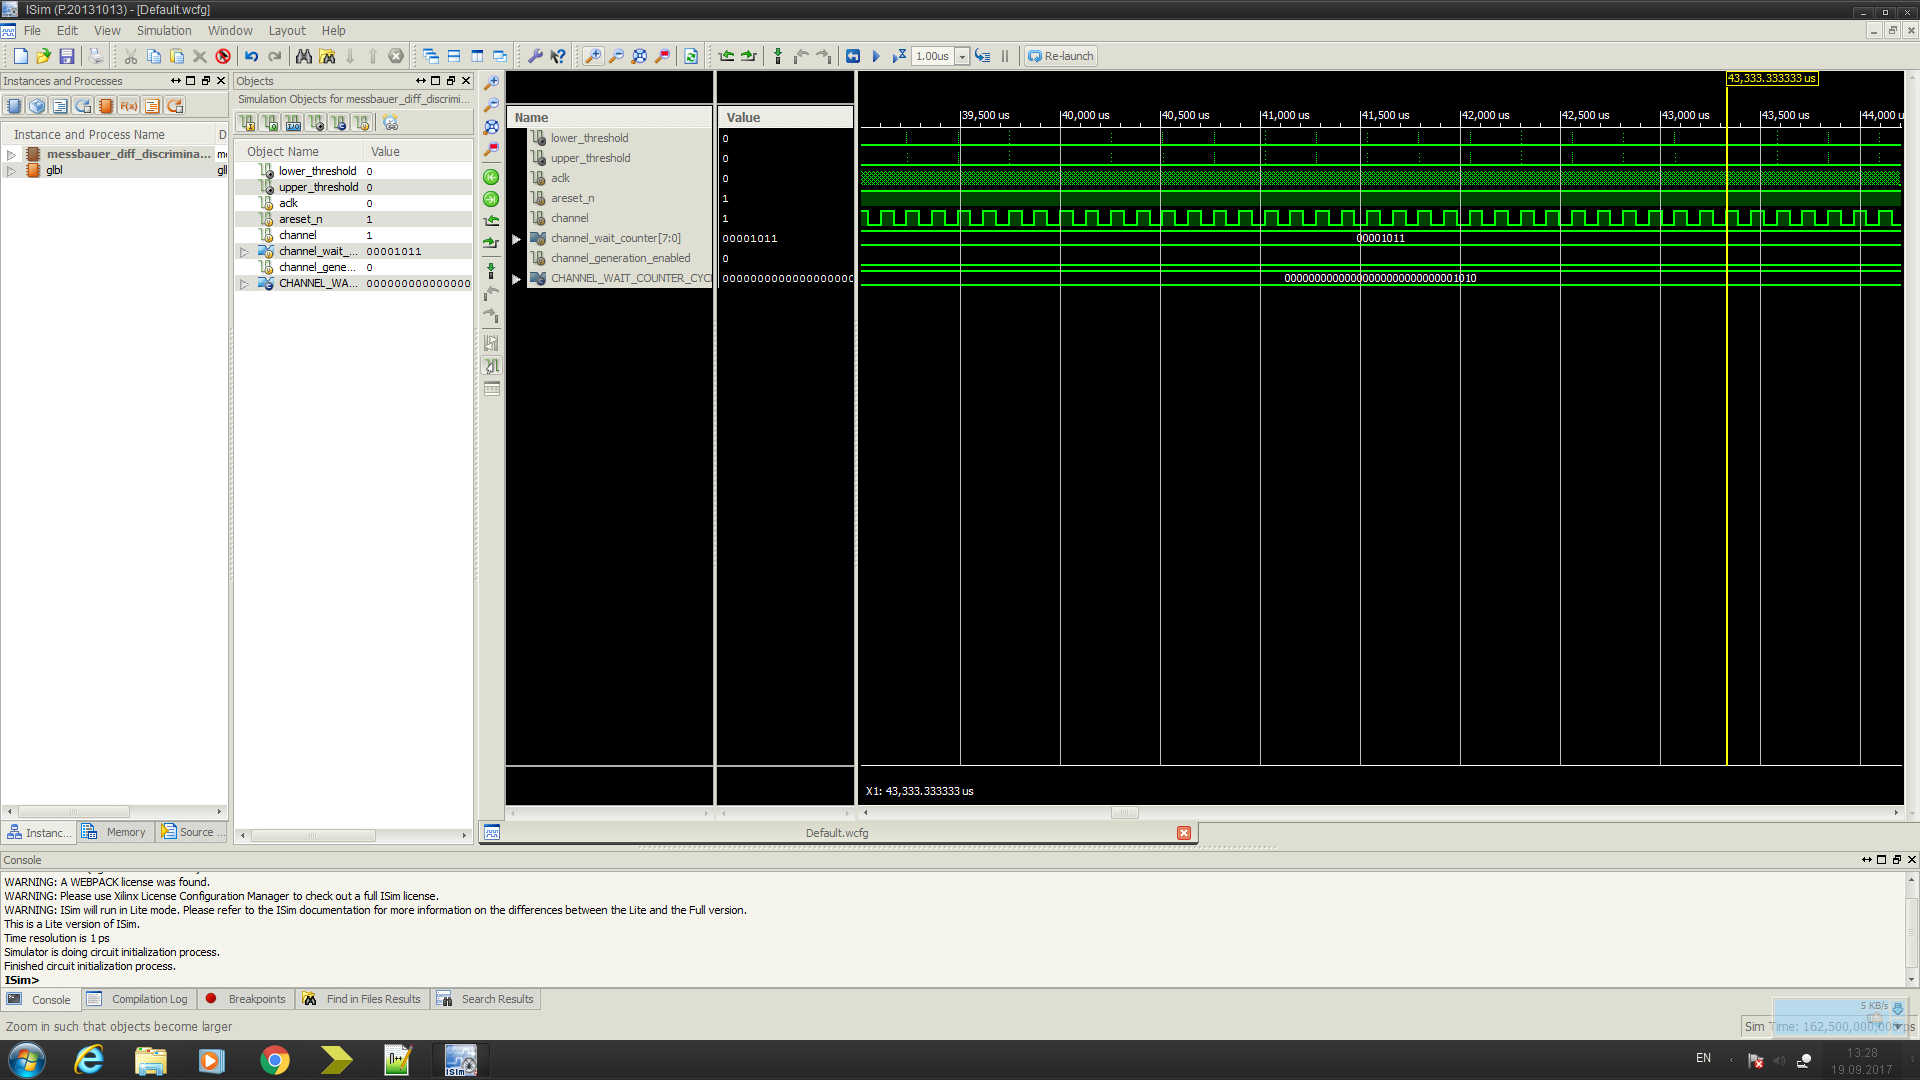 ISim (P.20131013) - [Default.wcfg]
File Edit View Simulation Window Layout Help
1.00us Re-launch
Instances and Processes
Instance and Process Name D
messbauer_diff_discrimina... m
glbl gl
Instanc... Memory Source ...
Objects
Simulation Objects for messbauer_diff_discrimi...
Object Name Value
lower_threshold 0
upper_threshold 0
aclk 0
areset_n 1
channel 1
channel_wait_... 00001011
channel_gene... 0
CHANNEL_WA... 000000000000000
Name Value
lower_threshold 0
upper_threshold 0
aclk 0
areset_n 1
channel 1
channel_wait_counter[7:0] 00001011
channel_generation_enabled 0
CHANNEL_WAIT_COUNTER_CYCL 0000000000000000000
43,333.333333 us
39,500 us 40,000 us 40,500 us 41,000 us 41,500 us 42,000 us 42,500 us 43,000 us 43,500 us 44,000 u
00001011
00000000000000000000000000001010
X1: 43,333.333333 us
Default.wcfg
Console
WARNING: A WEBPACK license was found.
WARNING: Please use Xilinx License Configuration Manager to check out a full ISim license.
WARNING: ISim will run in Lite mode. Please refer to the ISim documentation for more information on the differences between the Lite and the Full version.
This is a Lite version of ISim.
Time resolution is 1 ps
Simulator is doing circuit initialization process.
Finished circuit initialization process.
ISim>
Console Compilation Log Breakpoints Find in Files Results Search Results
Zoom in such that objects become larger
5 KB/s
Sim Time: 162,500,000,000 ps
EN
13:28
19.09.2017